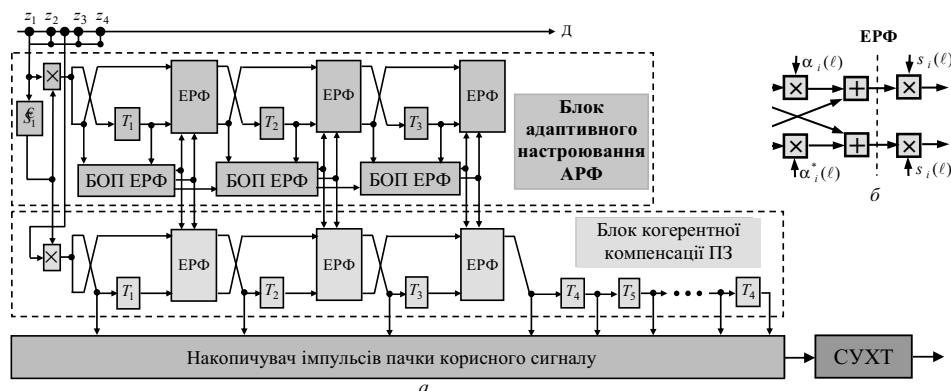 z₁ z₂ z₃ z₄
Д
ЕРФ ЕРФ ЕРФ
T₁ T₂ T₃
БОП ЕРФ БОП ЕРФ БОП ЕРФ
Блок
адаптивного
настроювання
АРФ
ЕРФ
αᵢ(ℓ) sᵢ(ℓ)
× + ×
× + ×
α*ᵢ(ℓ) sᵢ(ℓ)
б
×
×
Блок когерентної
компенсації ПЗ
ЕРФ ЕРФ ЕРФ
T₁ T₂ T₃ T₄ T₅ • • • T₄
Накопичувач імпульсів пачки корисного сигналу
СУХТ
а